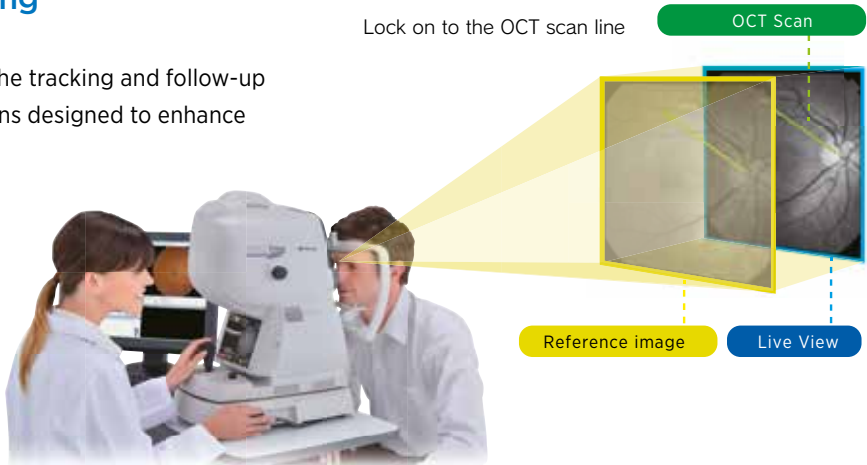 ng
Lock on to the OCT scan line
OCT Scan
he tracking and follow-up
ns designed to enhance
Reference image
Live View